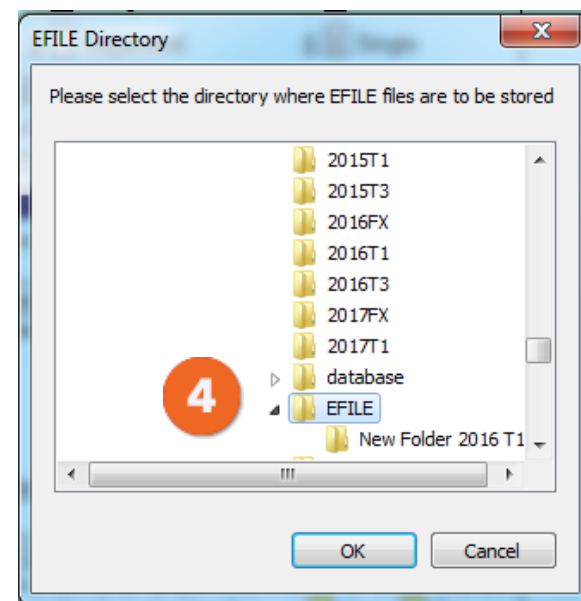 EFILE Directory
Please select the directory where EFILE files are to be stored
2015T1
2015T3
2016FX
2016T1
2016T3
2017FX
2017T1
database
4
EFILE
New Folder 2016 T1
OK
Cancel